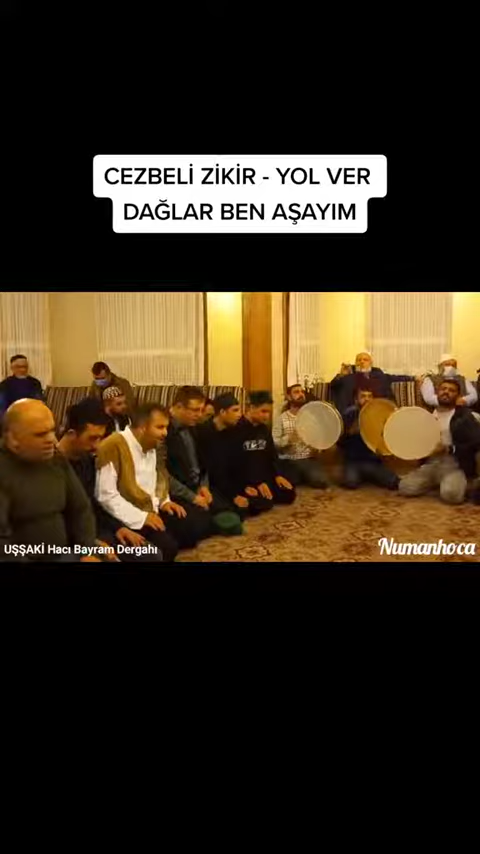 CEZBELİ ZİKİR - YOL VER
DAĞLAR BEN AŞAYIM
UŞŞAKİ Hacı Bayram Dergahı
Numanhoca